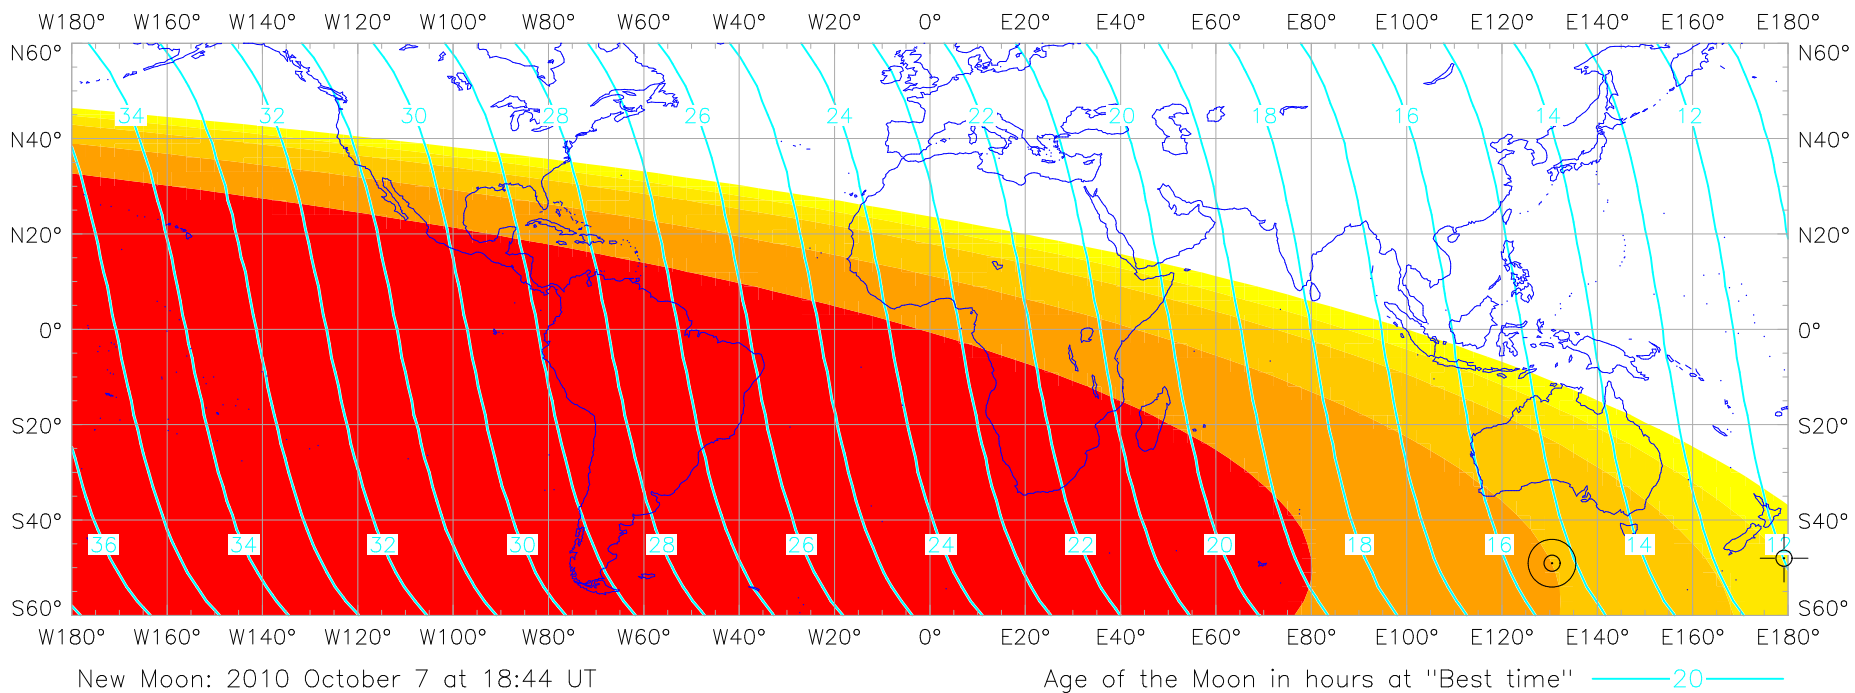 W180° W160° W140° W120° W100° W80° W60° W40° W20° 0° E20° E40° E60° E80° E100° E120° E140° E160° E180°
N60° N60°
34 32 30 28 26 24 22 20 18 16 14 12
N40° N40°
N20° N20°
0° 0°
S20° S20°
S40° S40°
36 34 32 30 28 26 24 22 20 18 16 14 12
S60° S60°
W180° W160° W140° W120° W100° W80° W60° W40° W20° 0° E20° E40° E60° E80° E100° E120° E140° E160° E180°
New Moon: 2010 October 7 at 18:44 UT Age of the Moon in hours at "Best time" 20